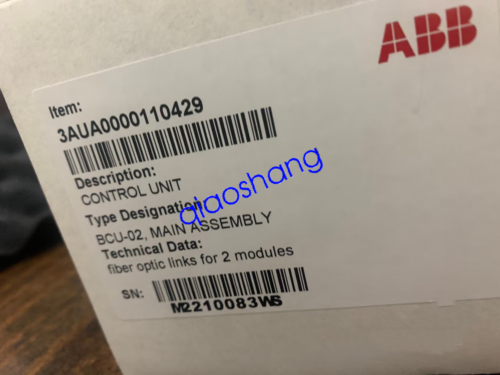 ABB
Item:
3AUA0000110429
Description:
CONTROL UNIT
Type Designation:
BCU-02, MAIN ASSEMBLY
Technical Data:
fiber optic links for 2 modules
SN:
M2210083WS
qiaoshang